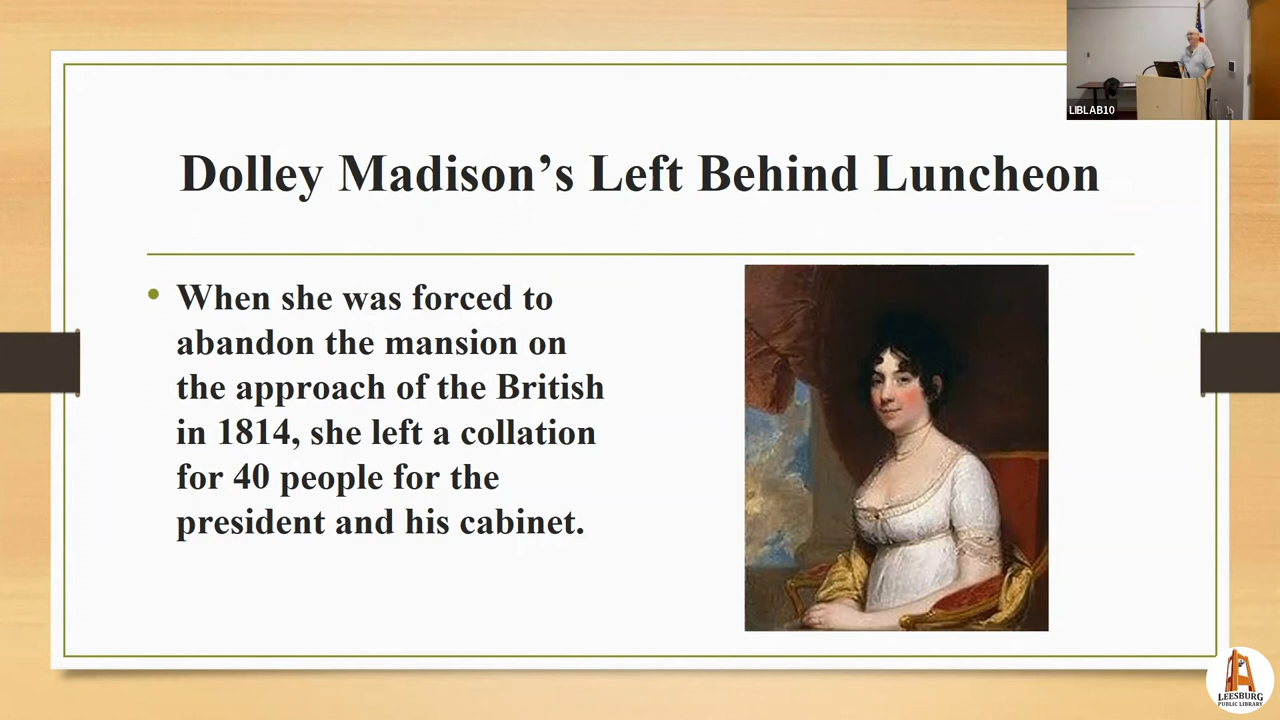 LIBLAB10
Dolley Madison’s Left Behind Luncheon
• When she was forced to
abandon the mansion on
the approach of the British
in 1814, she left a collation
for 40 people for the
president and his cabinet.
LEESBURG
PUBLIC LIBRARY